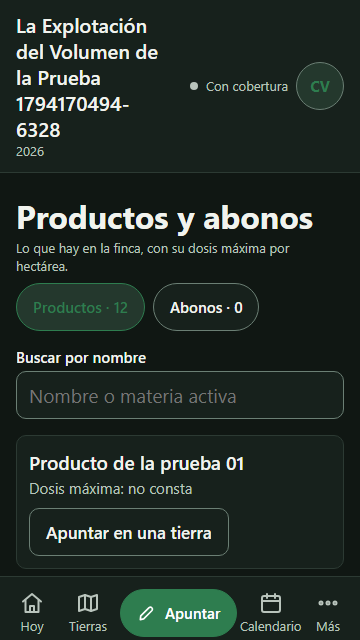 La Explotación
del Volumen de
la Prueba
1794170494-
6328
2026
Con cobertura
CV
Productos y abonos
Lo que hay en la finca, con su dosis máxima por
hectárea.
Productos · 12
Abonos · 0
Buscar por nombre
Nombre o materia activa
Producto de la prueba 01
Dosis máxima: no consta
Apuntar en una tierra
Hoy
Tierras
Apuntar
Calendario
Más